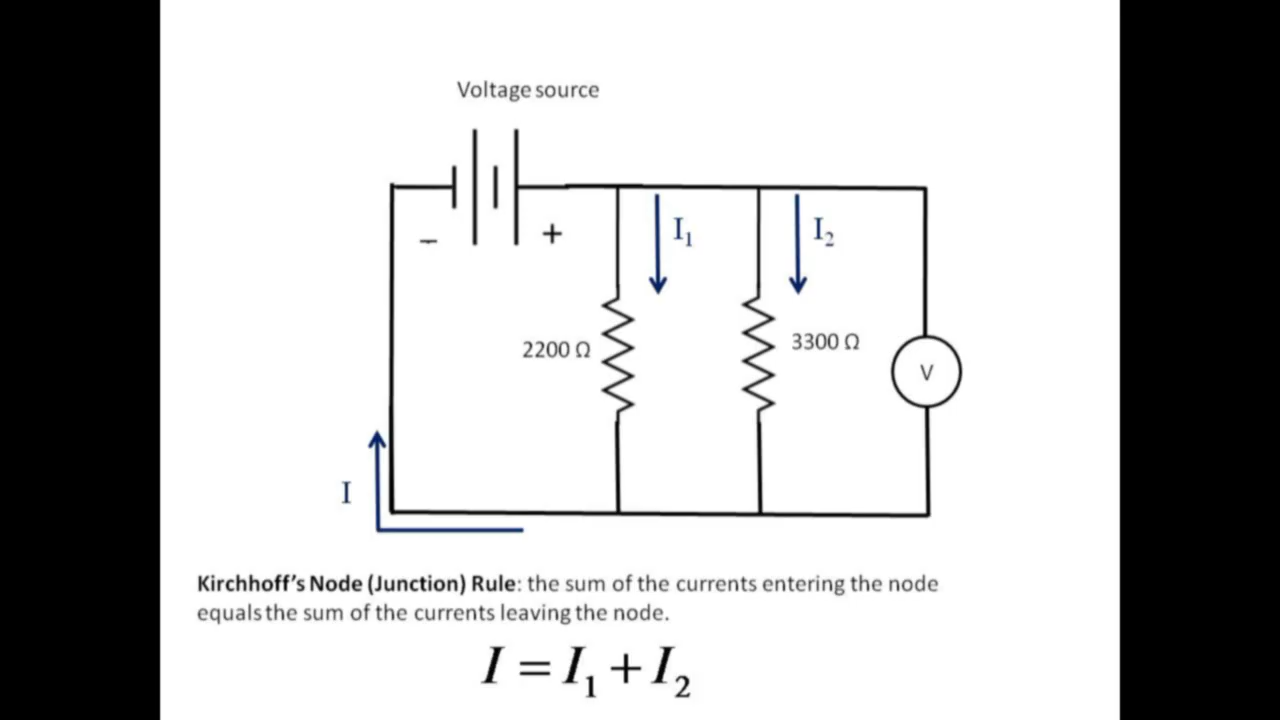 Voltage source
− +
I₁ I₂
2200 Ω 3300 Ω
V
I
Kirchhoff's Node (Junction) Rule: the sum of the currents entering the node
equals the sum of the currents leaving the node.
I = I₁ + I₂